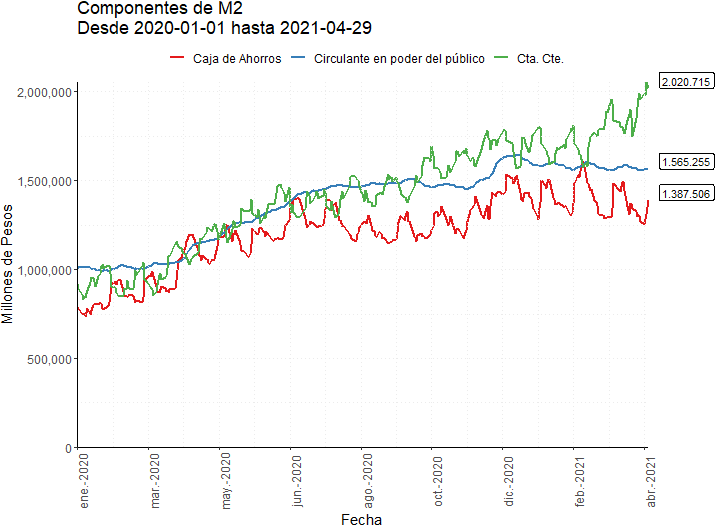 Componentes de M2
Desde 2020-01-01 hasta 2021-04-29
Caja de Ahorros Circulante en poder del público Cta. Cte.
2.020.715
2,000,000
1.565.255
1,500,000
1.387.506
1,000,000
500,000
0
Millones de Pesos
ene.-2020
mar.-2020
may.-2020
jun.-2020
ago.-2020
oct.-2020
dic.-2020
feb.-2021
abr.-2021
Fecha